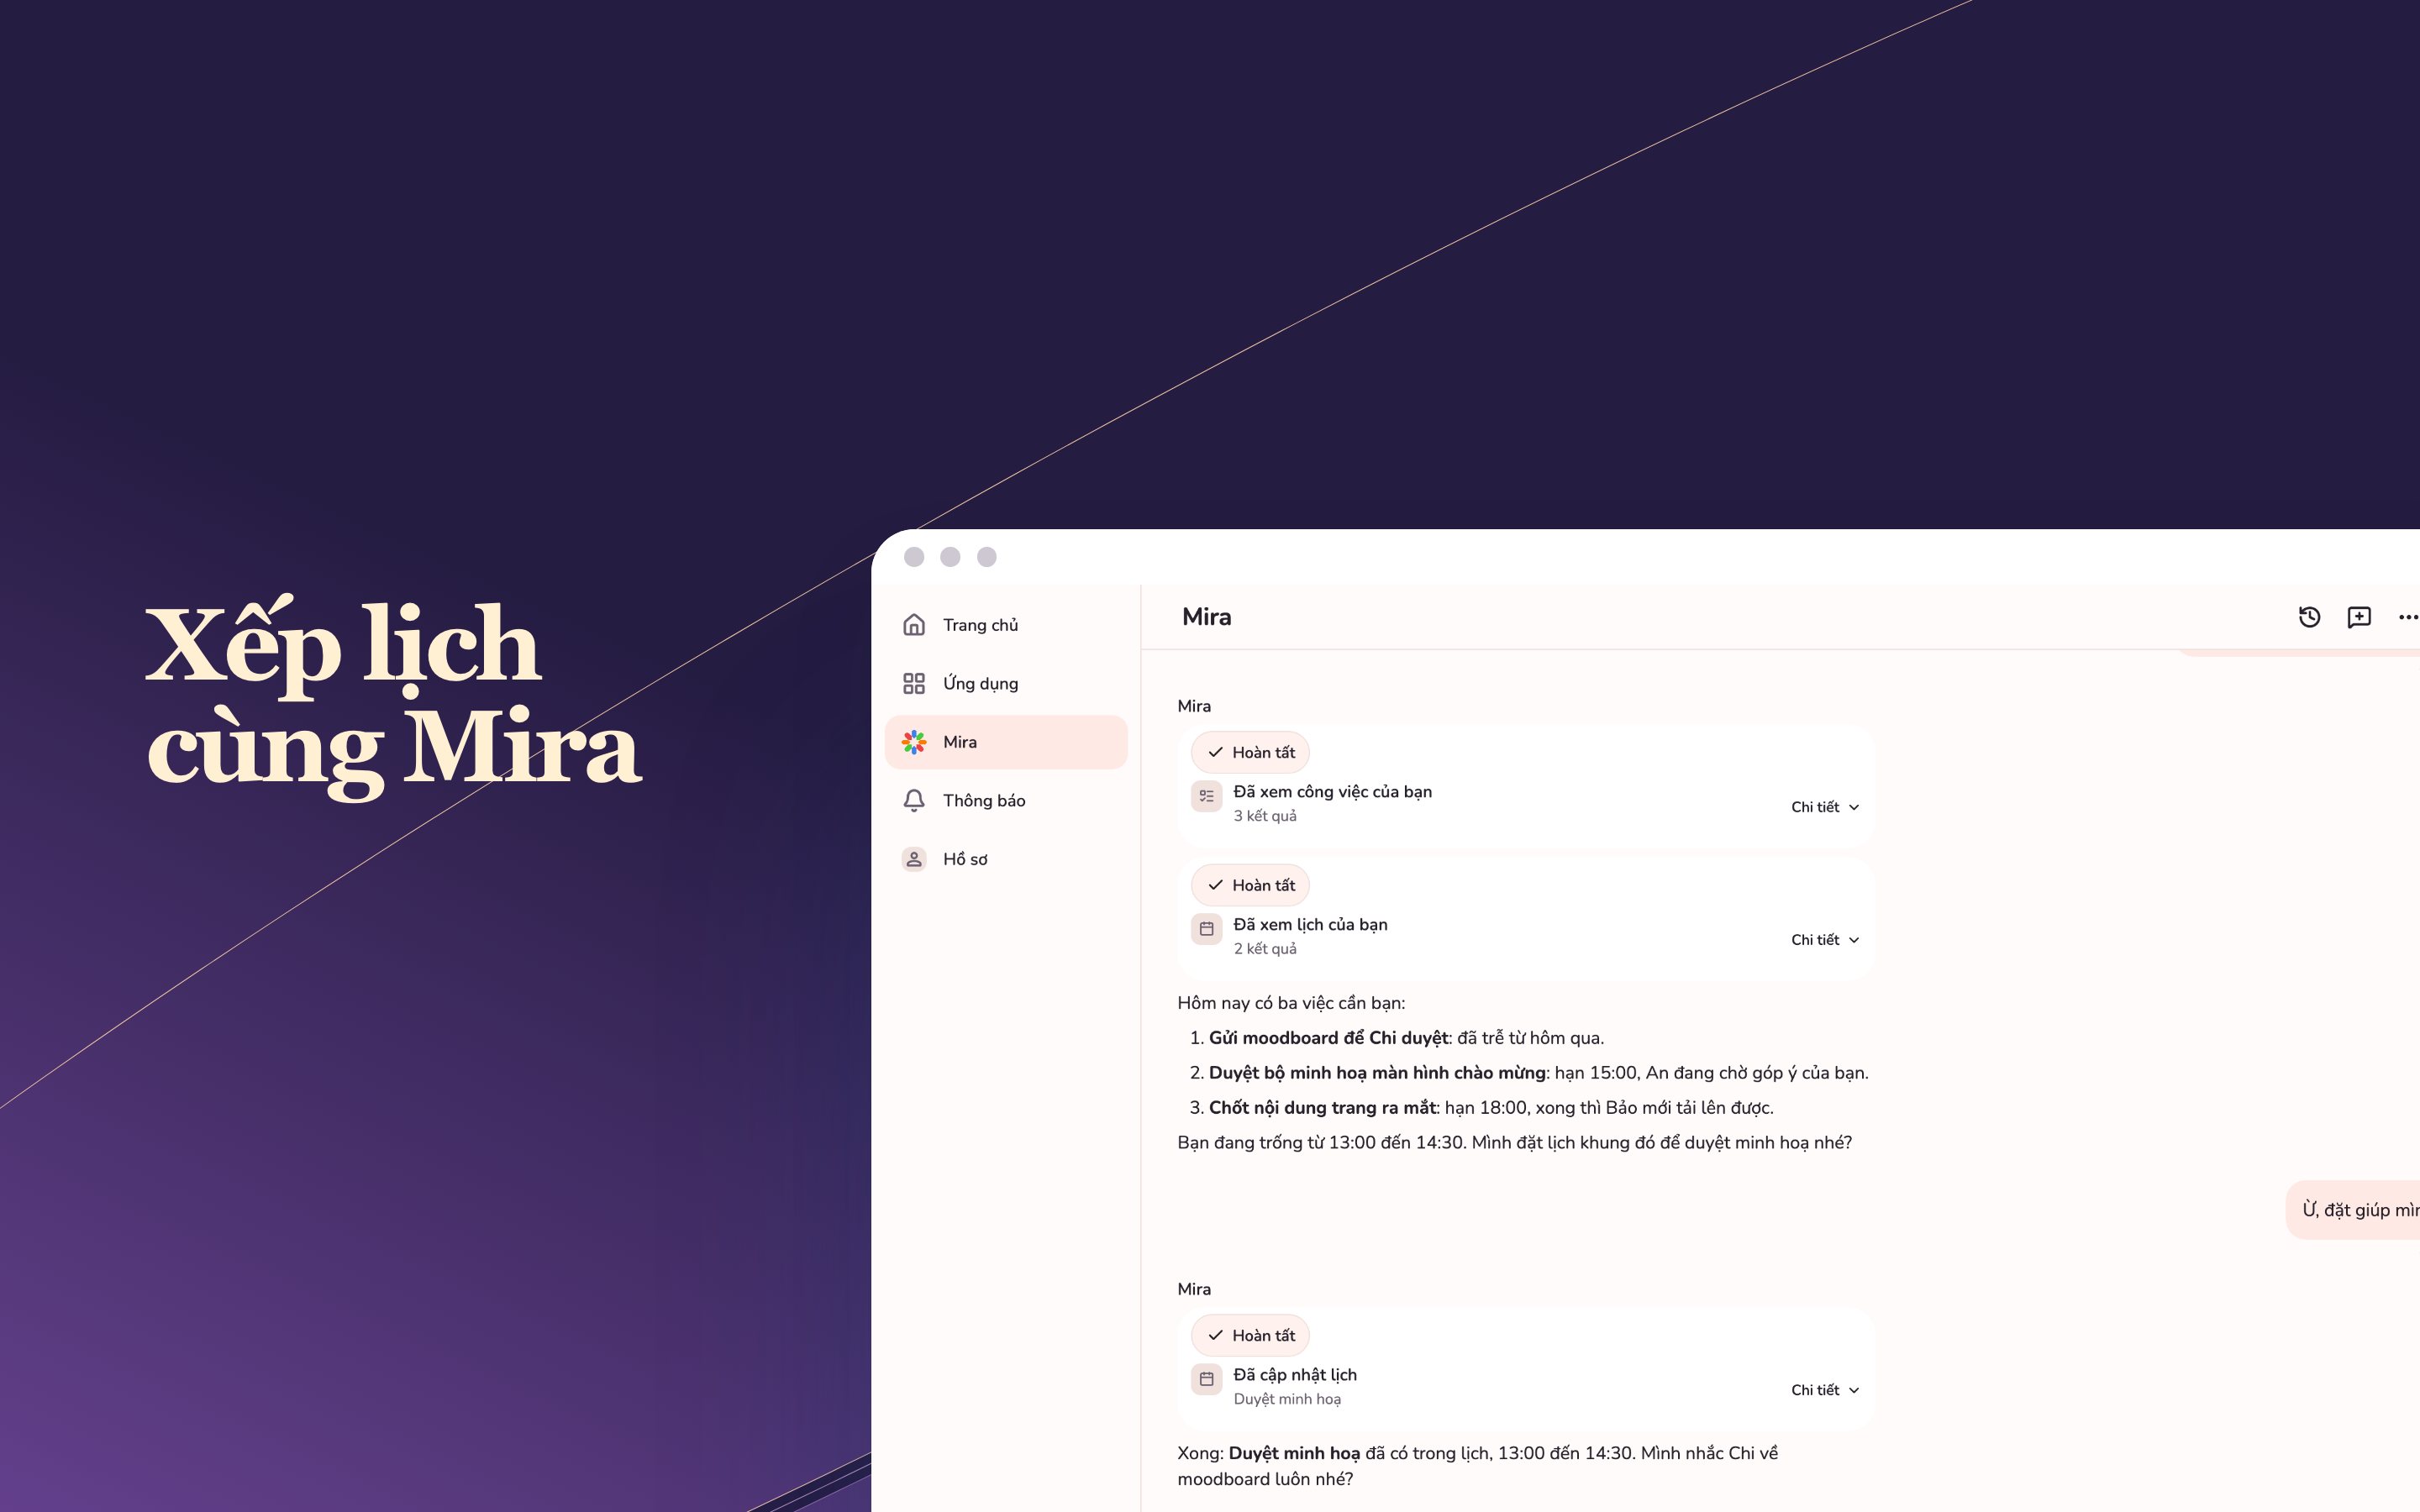 Xếp lịch
cùng Mira
Trang chủ
Ứng dụng
Mira
Thông báo
Hồ sơ
Mira
Mira
Hoàn tất
Đã xem công việc của bạn
3 kết quả
Chi tiết
Hoàn tất
Đã xem lịch của bạn
2 kết quả
Chi tiết
Hôm nay có ba việc cần bạn:
1. Gửi moodboard để Chi duyệt: đã trễ từ hôm qua.
2. Duyệt bộ minh hoạ màn hình chào mừng: hạn 15:00, An đang chờ góp ý của bạn.
3. Chốt nội dung trang ra mắt: hạn 18:00, xong thì Bảo mới tải lên được.
Bạn đang trống từ 13:00 đến 14:30. Mình đặt lịch khung đó để duyệt minh hoạ nhé?
Ừ, đặt giúp
Mira
Hoàn tất
Đã cập nhật lịch
Duyệt minh hoạ
Chi tiết
Xong: Duyệt minh hoạ đã có trong lịch, 13:00 đến 14:30. Mình nhắc Chi về
moodboard luôn nhé?